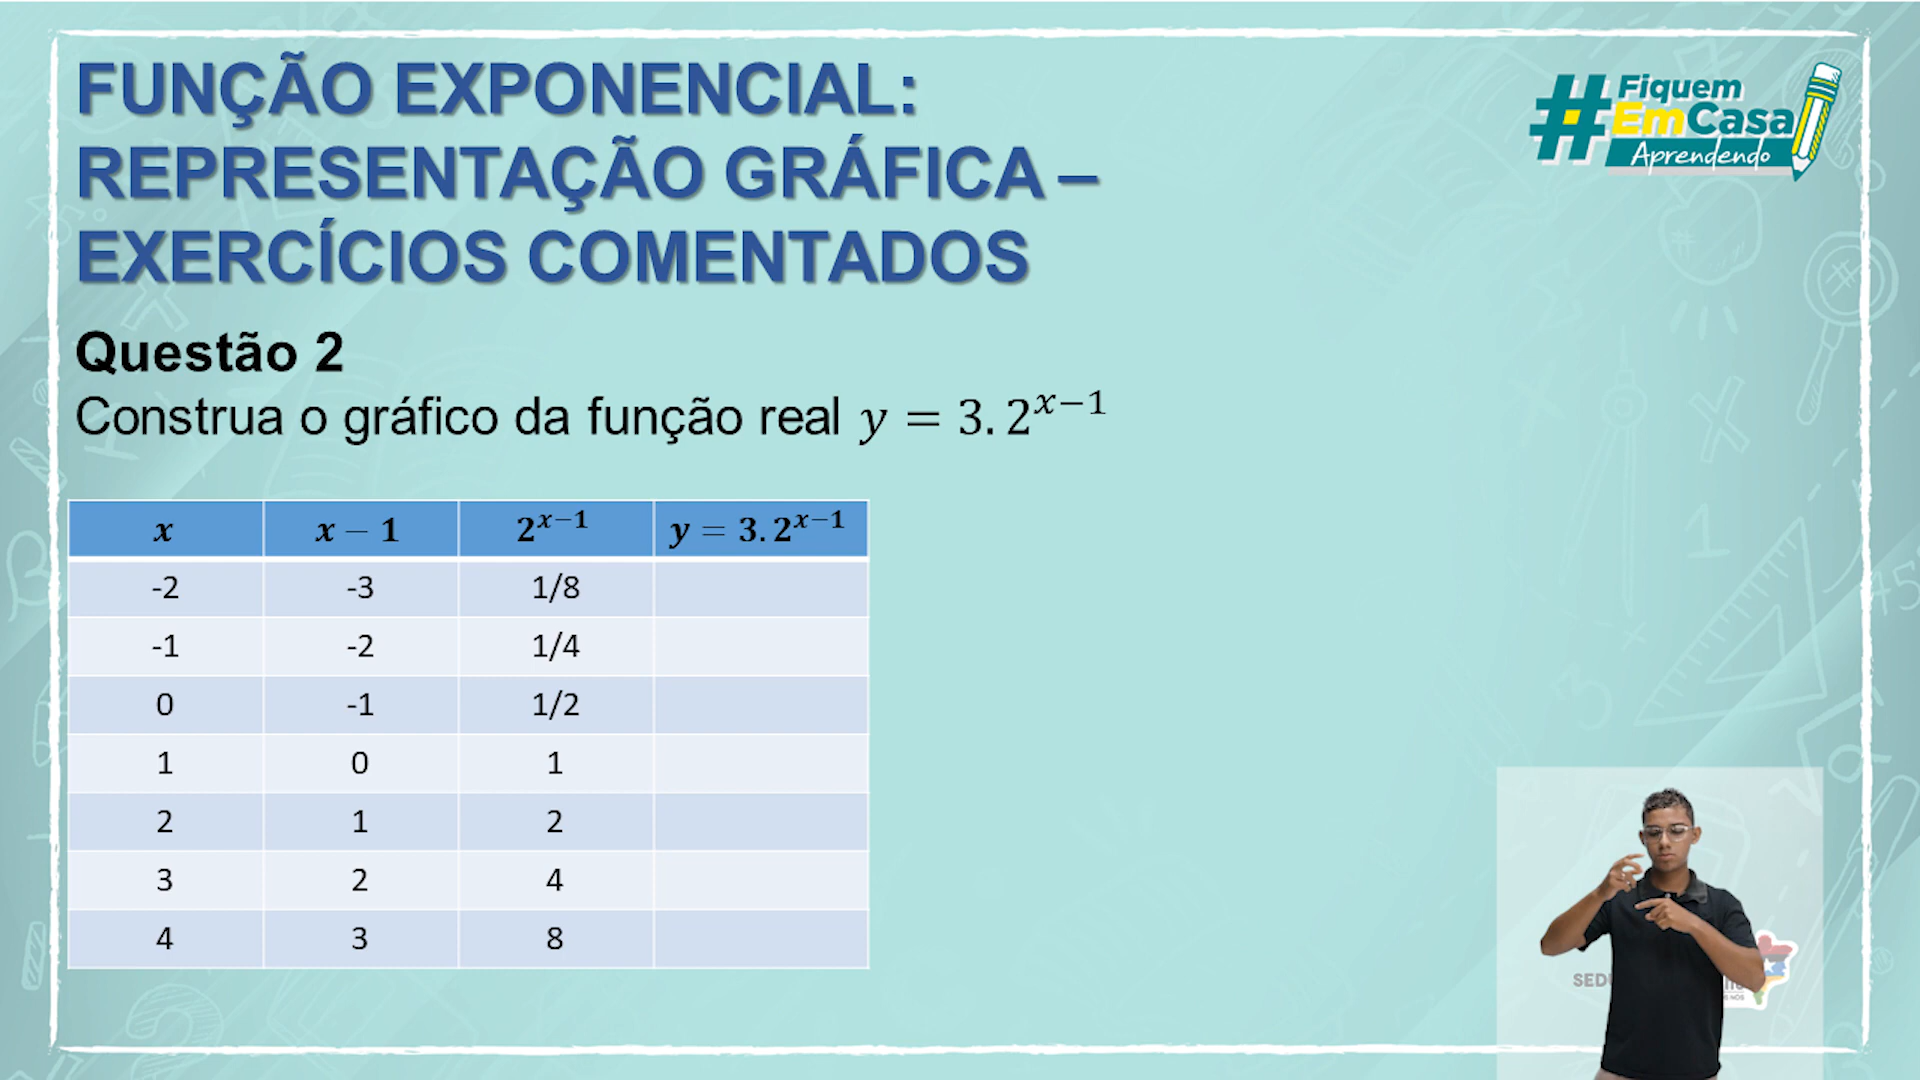 FUNÇÃO EXPONENCIAL:
REPRESENTAÇÃO GRÁFICA –
EXERCÍCIOS COMENTADOS
#Fiquem
EmCasa
Aprendendo
Questão 2
Construa o gráfico da função real y = 3. 2^{x−1}
x x − 1 2^{x−1} y = 3. 2^{x−1}
-2 -3 1/8
-1 -2 1/4
0 -1 1/2
1 0 1
2 1 2
3 2 4
4 3 8